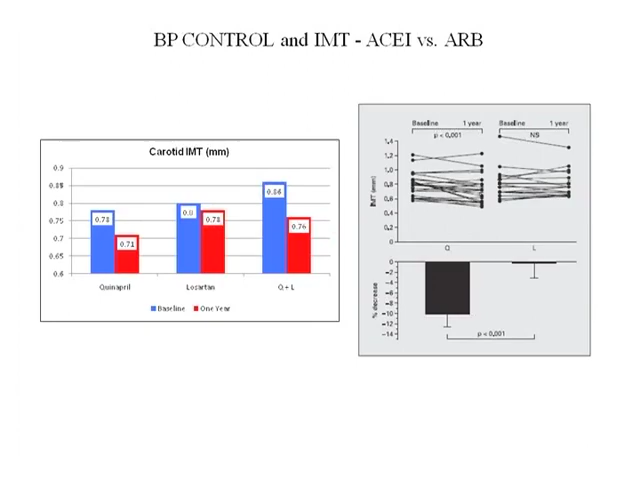 BP CONTROL and IMT - ACEI vs. ARB
Carotid IMT (mm)
0.9
0.85
0.8
0.75
0.7
0.65
0.6
0.78
0.71
0.8
0.78
0.86
0.76
Quinapril
Losartan
Q + L
Baseline
One Year
Baseline 1 year Baseline 1 year
p < 0,001 NS
IMT (mm)
1,4
1,2
1,0
0,8
0,6
0,4
0,2
0
Q L
% decrease
0
−2
−4
−6
−8
−10
−12
−14
p < 0,001